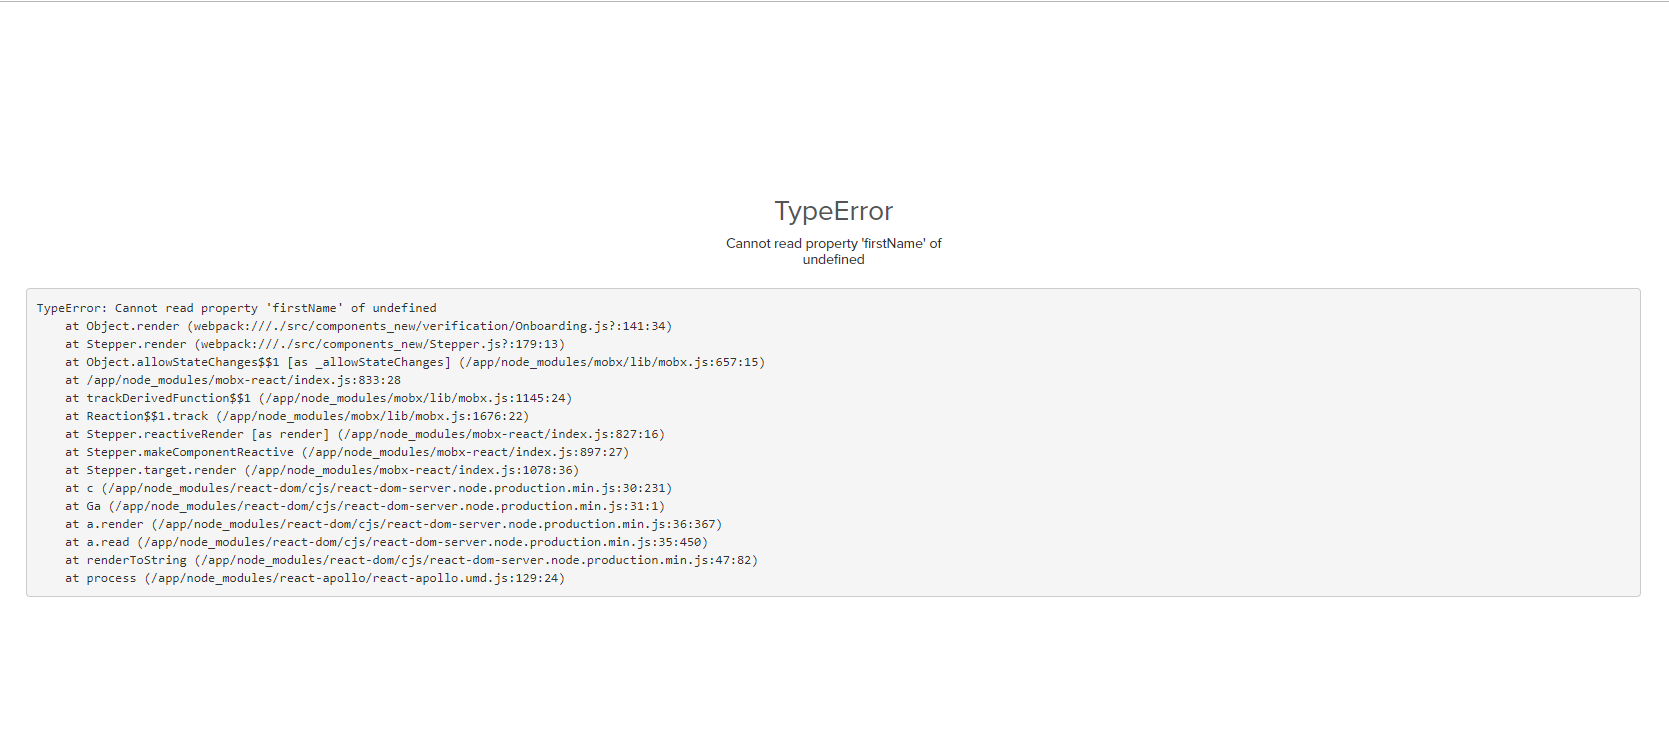 TypeError
Cannot read property 'firstName' of
undefined
TypeError: Cannot read property 'firstName' of undefined
    at Object.render (webpack:///./src/components_new/verification/Onboarding.js?:141:34)
    at Stepper.render (webpack:///./src/components_new/Stepper.js?:179:13)
    at Object.allowStateChanges$$1 [as _allowStateChanges] (/app/node_modules/mobx/lib/mobx.js:657:15)
    at /app/node_modules/mobx-react/index.js:833:28
    at trackDerivedFunction$$1 (/app/node_modules/mobx/lib/mobx.js:1145:24)
    at Reaction$$1.track (/app/node_modules/mobx/lib/mobx.js:1676:22)
    at Stepper.reactiveRender [as render] (/app/node_modules/mobx-react/index.js:827:16)
    at Stepper.makeComponentReactive (/app/node_modules/mobx-react/index.js:897:27)
    at Stepper.target.render (/app/node_modules/mobx-react/index.js:1078:36)
    at c (/app/node_modules/react-dom/cjs/react-dom-server.node.production.min.js:30:231)
    at Ga (/app/node_modules/react-dom/cjs/react-dom-server.node.production.min.js:31:1)
    at a.render (/app/node_modules/react-dom/cjs/react-dom-server.node.production.min.js:36:367)
    at a.read (/app/node_modules/react-dom/cjs/react-dom-server.node.production.min.js:35:450)
    at renderToString (/app/node_modules/react-dom/cjs/react-dom-server.node.production.min.js:47:82)
    at process (/app/node_modules/react-apollo/react-apollo.umd.js:129:24)